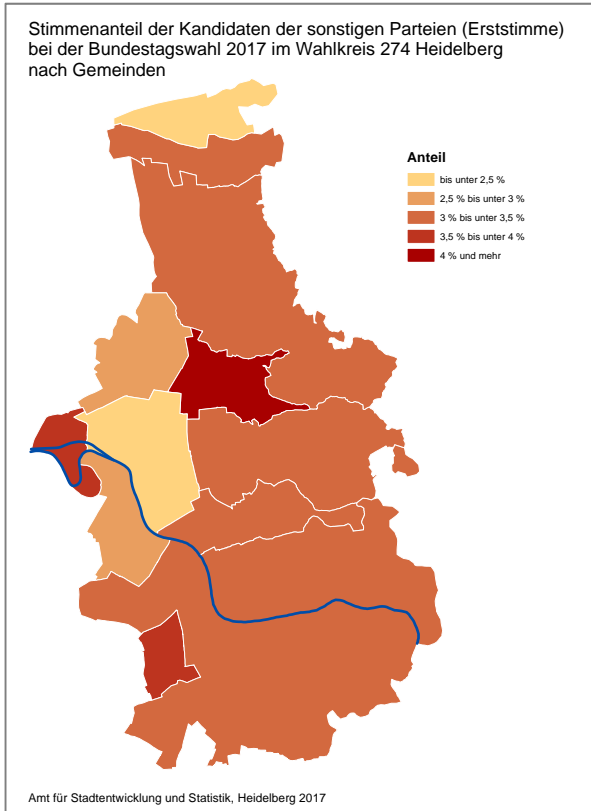 Stimmenanteil der Kandidaten der sonstigen Parteien (Erststimme)
bei der Bundestagswahl 2017 im Wahlkreis 274 Heidelberg
nach Gemeinden
Anteil
bis unter 2,5 %
2,5 % bis unter 3 %
3 % bis unter 3,5 %
3,5 % bis unter 4 %
4 % und mehr
Amt für Stadtentwicklung und Statistik, Heidelberg 2017